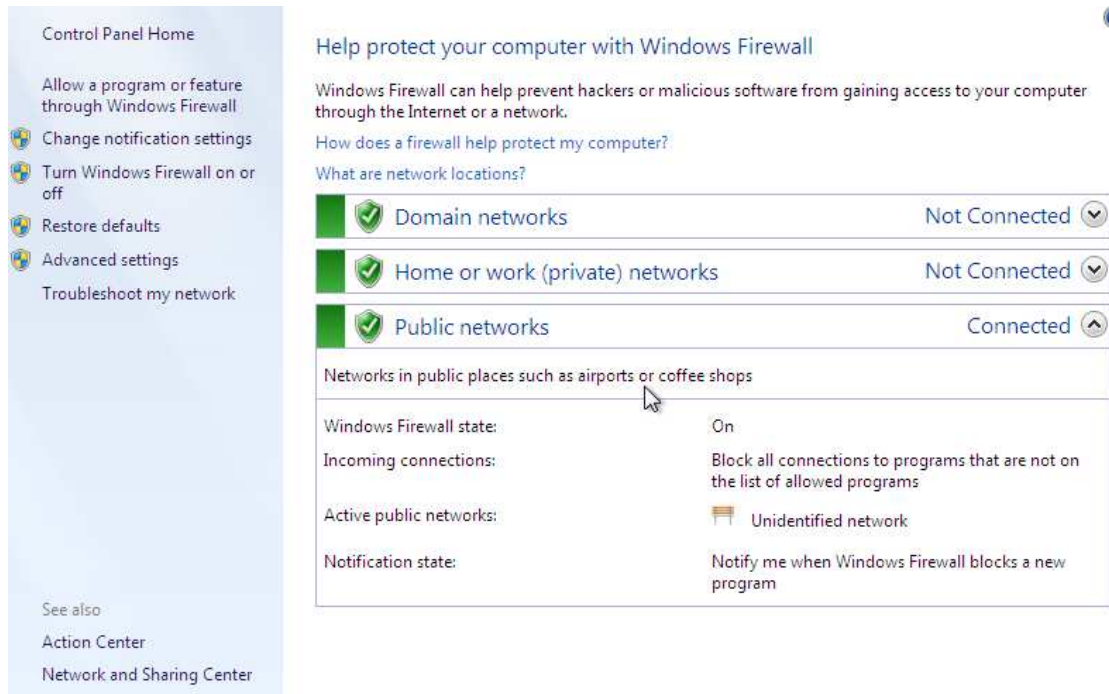 Control Panel Home
Allow a program or feature
through Windows Firewall
Change notification settings
Turn Windows Firewall on or
off
Restore defaults
Advanced settings
Troubleshoot my network
See also
Action Center
Network and Sharing Center
Help protect your computer with Windows Firewall
Windows Firewall can help prevent hackers or malicious software from gaining access to your computer
through the Internet or a network.
How does a firewall help protect my computer?
What are network locations?
Domain networks Not Connected
Home or work (private) networks Not Connected
Public networks Connected
Networks in public places such as airports or coffee shops
Windows Firewall state: On
Incoming connections: Block all connections to programs that are not on
the list of allowed programs
Active public networks: Unidentified network
Notification state: Notify me when Windows Firewall blocks a new
program